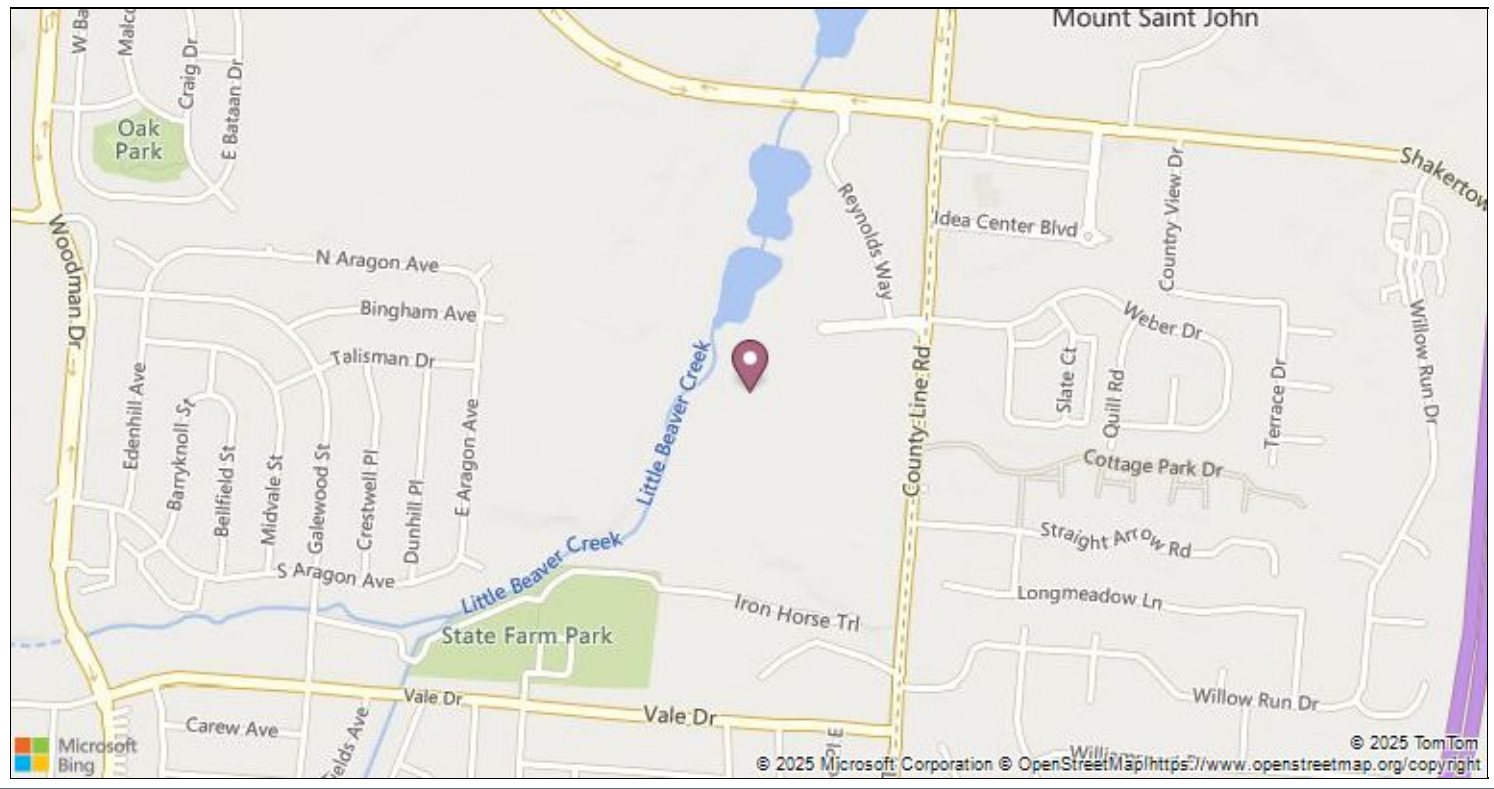 Mount Saint John
W Ba
Malco
Craig Dr
E Bataan Dr
Oak
Park
Shakertow
Country View Dr
Reynolds Way
Idea Center Blvd
Woodman Dr
N Aragon Ave
Bingham Ave
Talisman Dr
Weber Dr
Willow Run Dr
Edenhill Ave
Barryknoll St
Bellfield St
Midvale St
Galewood St
Crestwell Pl
Dunhill Pl
E Aragon Ave
Little Beaver Creek
County Line Rd
Slate Ct
Quill Rd
Terrace Dr
Cottage Park Dr
Straight Arrow Rd
Little Beaver Creek
S Aragon Ave
Longmeadow Ln
Iron Horse Trl
State Farm Park
Vale Dr
Willow Run Dr
Vale Dr
Carew Ave
elds Ave
Pl E
Microsoft
Bing
© 2025 TomTom
© 2025 Microsoft Corporation © OpenStreetMap https://www.openstreetmap.org/copyright